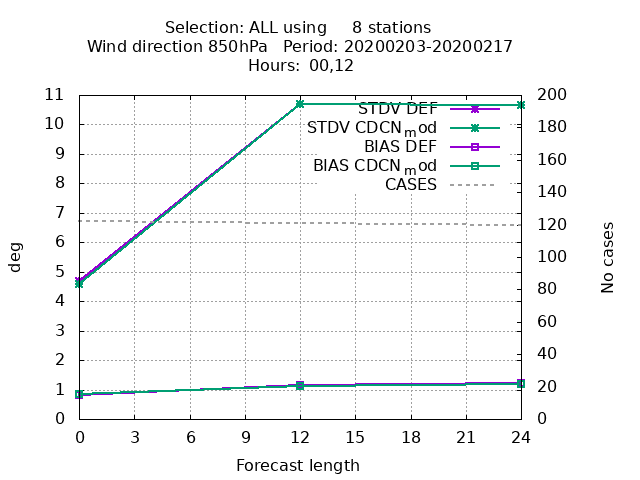 Selection: ALL using     8 stations
Wind direction 850hPa   Period: 20200203-20200217
Hours: 00,12
11
10
9
8
7
6
5
4
3
2
1
0
deg
STDV DEF
STDV CDCNmod
BIAS DEF
BIAS CDCNmod
CASES
200
180
160
140
120
100
80
60
40
20
0
No cases
0 3 6 9 12 15 18 21 24
Forecast length